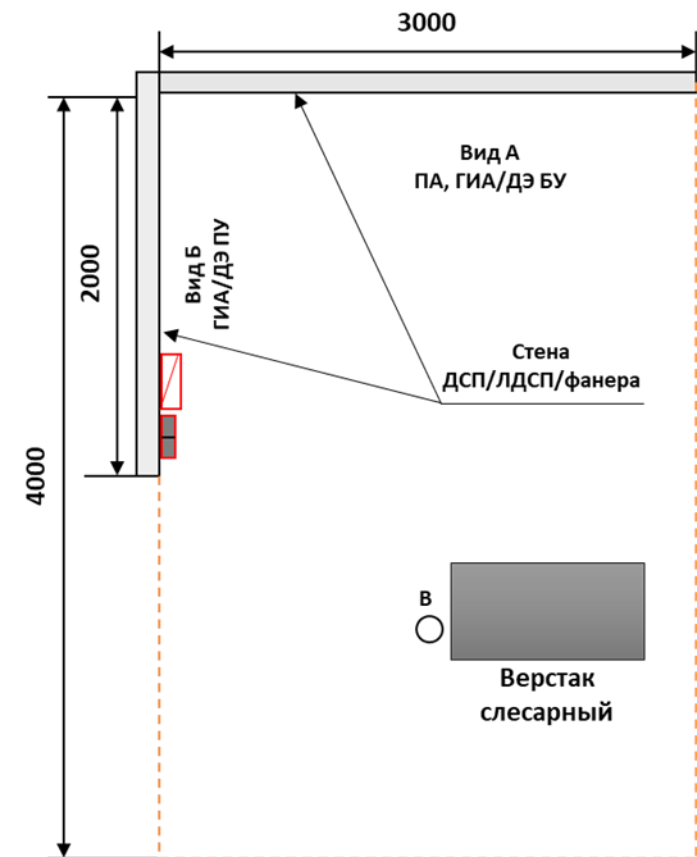 3000
Вид А
ПА, ГИА/ДЭ БУ
2000
Вид Б
ГИА/ДЭ ПУ
Стена
ДСП/ЛДСП/фанера
4000
В
Верстак
слесарный